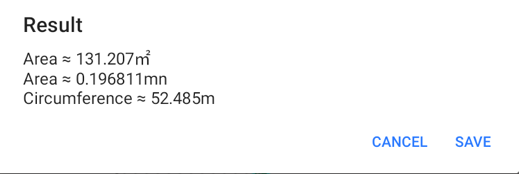 Result
Area ≈ 131.207㎡
Area ≈ 0.196811mn
Circumference ≈ 52.485m
CANCEL SAVE